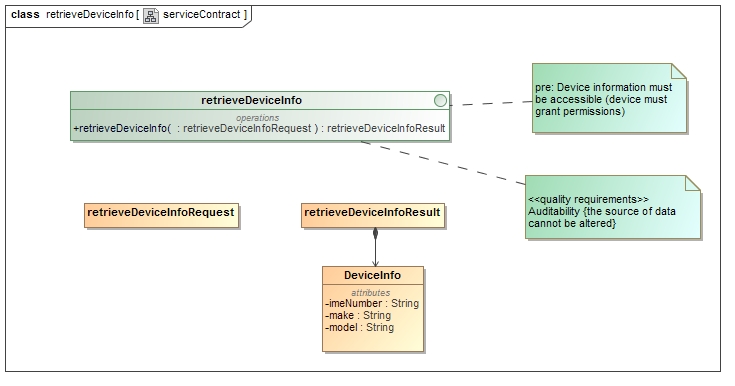 class retrieveDeviceInfo [ serviceContract ]
retrieveDeviceInfo
operations
+retrieveDeviceInfo( : retrieveDeviceInfoRequest ) : retrieveDeviceInfoResult
pre: Device information must
be accessible (device must
grant permissions)
<<quality requirements>>
Auditability {the source of data
cannot be altered}
retrieveDeviceInfoRequest
retrieveDeviceInfoResult
DeviceInfo
attributes
-imeNumber : String
-make : String
-model : String